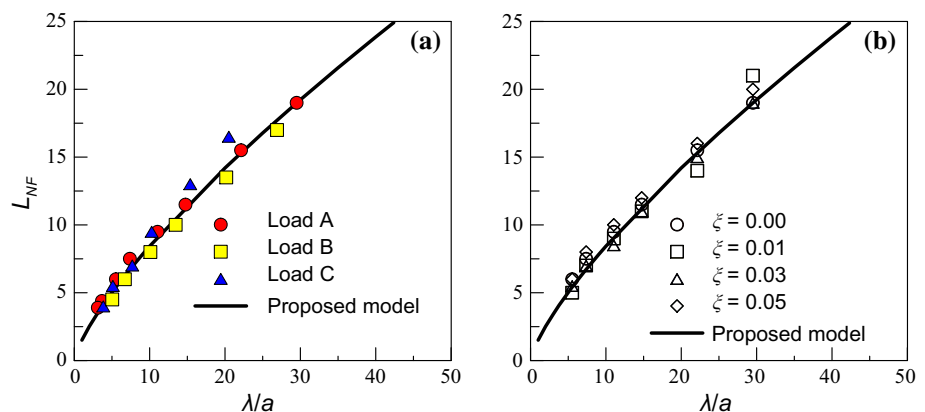 25
20
15
10
5
0
L_NF
(a)
Load A
Load B
Load C
Proposed model
0 10 20 30 40 50
λ/a
25
20
15
10
5
0
(b)
ξ = 0.00
ξ = 0.01
ξ = 0.03
ξ = 0.05
Proposed model
0 10 20 30 40 50
λ/a